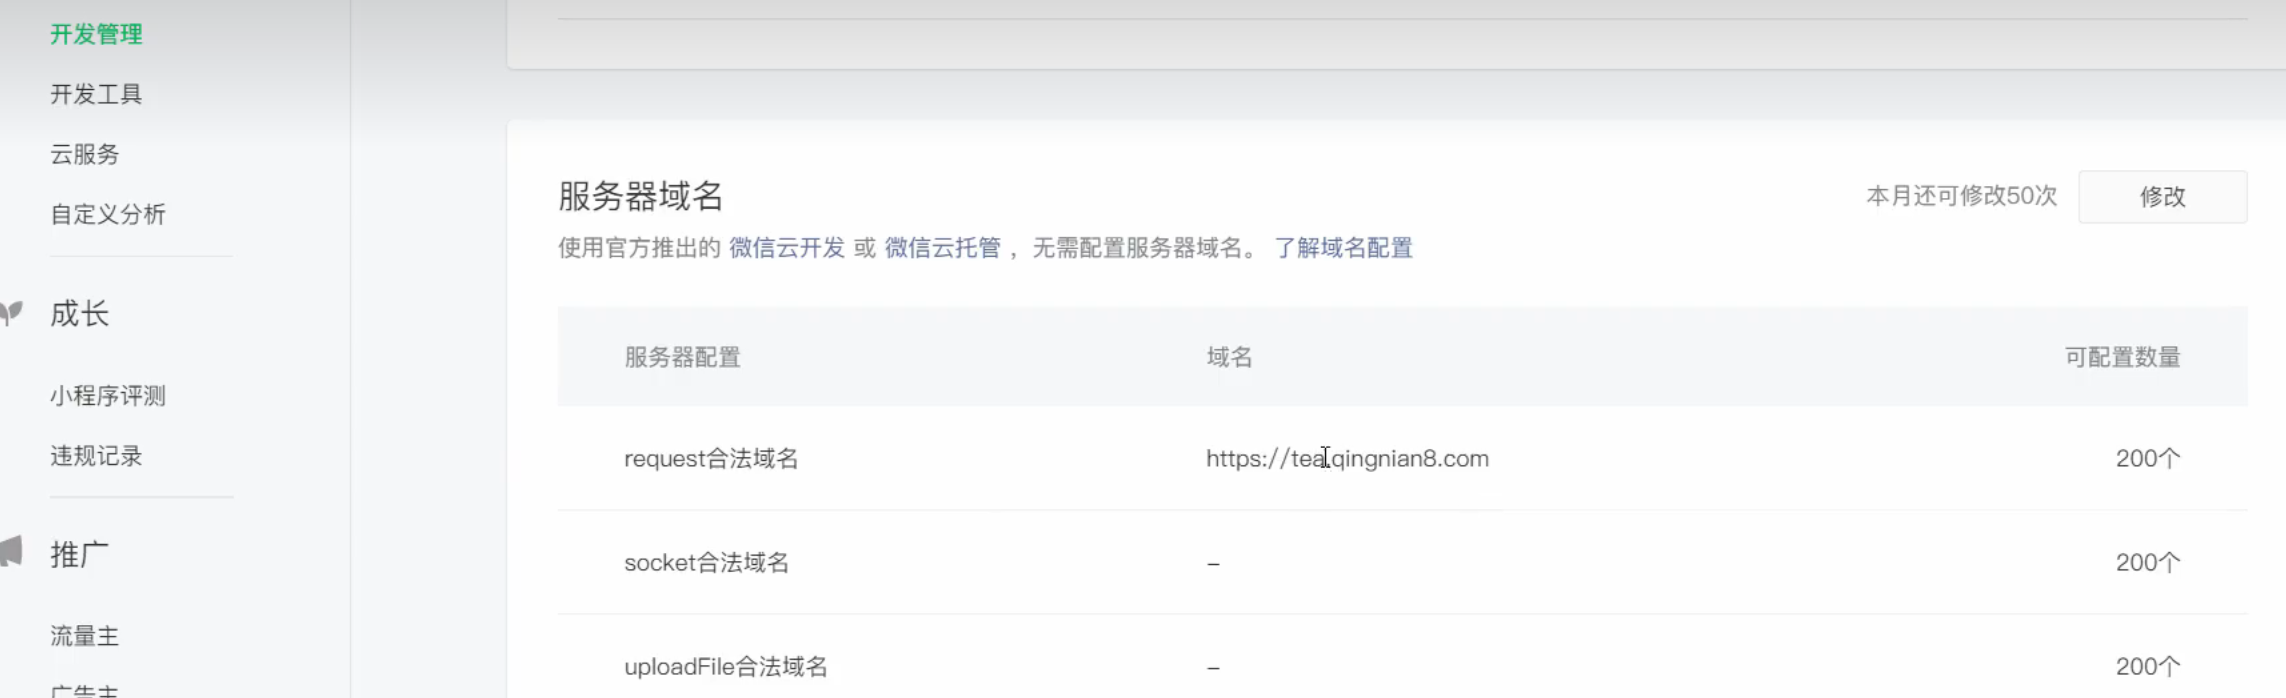 开发管理
开发工具
云服务
自定义分析
成长
小程序评测
违规记录
推广
流量主
广告主
服务器域名
本月还可修改50次
修改
使用官方推出的 微信云开发 或 微信云托管 ，无需配置服务器域名。 了解域名配置
服务器配置 域名 可配置数量
request合法域名 https://tea.qingnian8.com 200个
socket合法域名 – 200个
uploadFile合法域名 – 200个